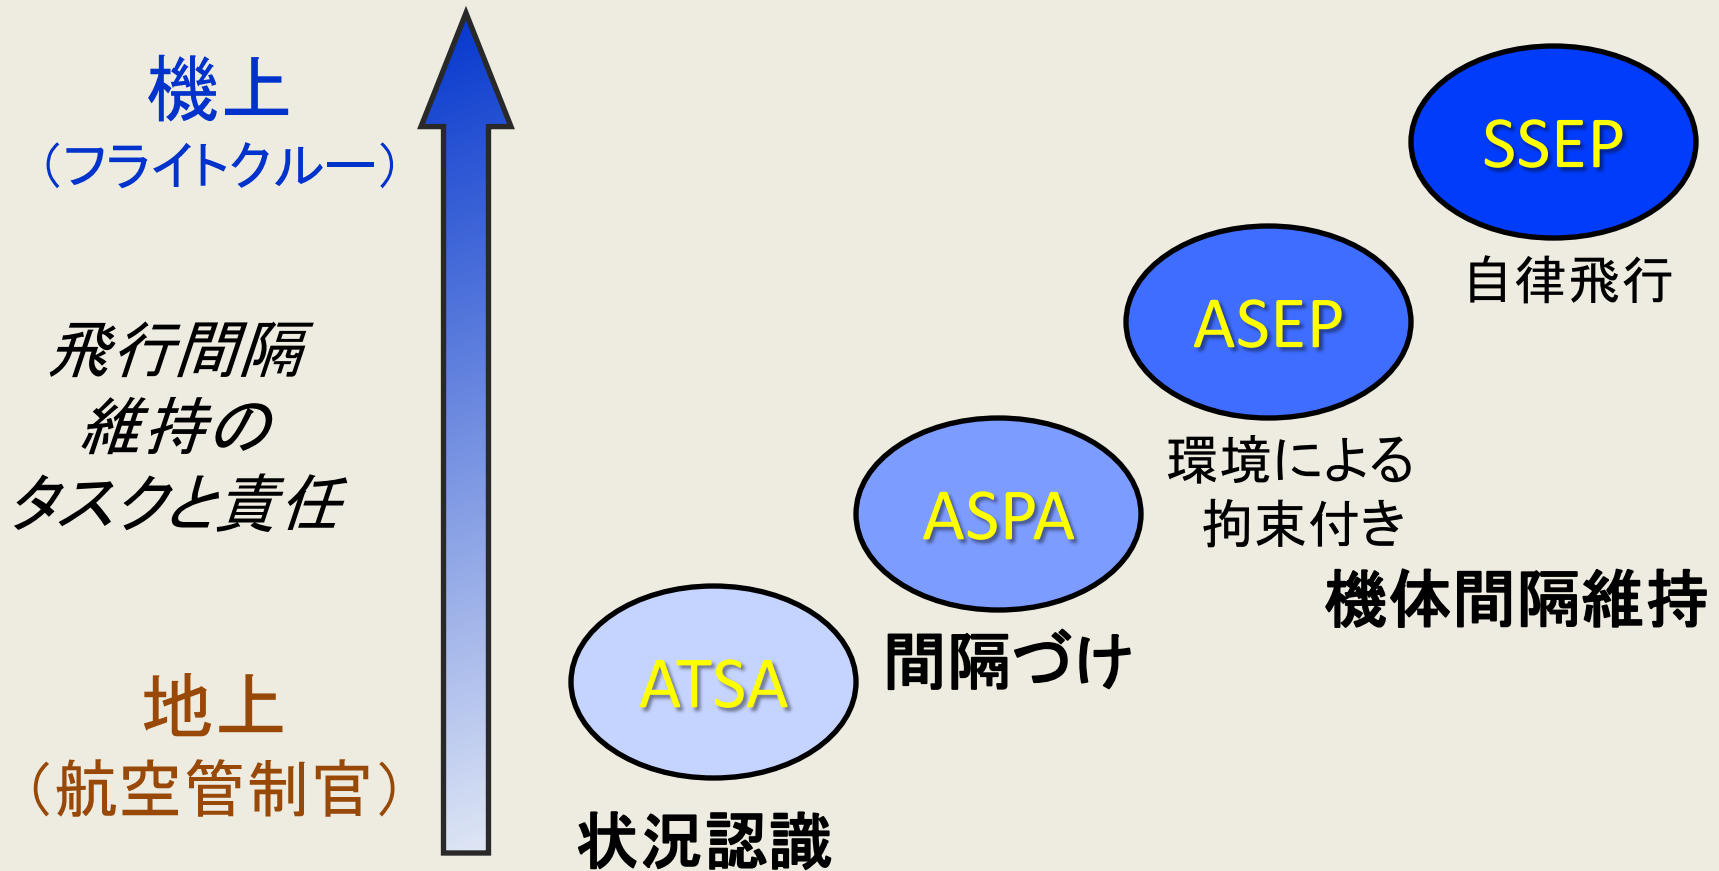 機上
（フライトクルー）
飛行間隔
維持の
タスクと責任
地上
（航空管制官）
SSEP
自律飛行
ASEP
環境による
拘束付き
機体間隔維持
ASPA
間隔づけ
ATSA
状況認識